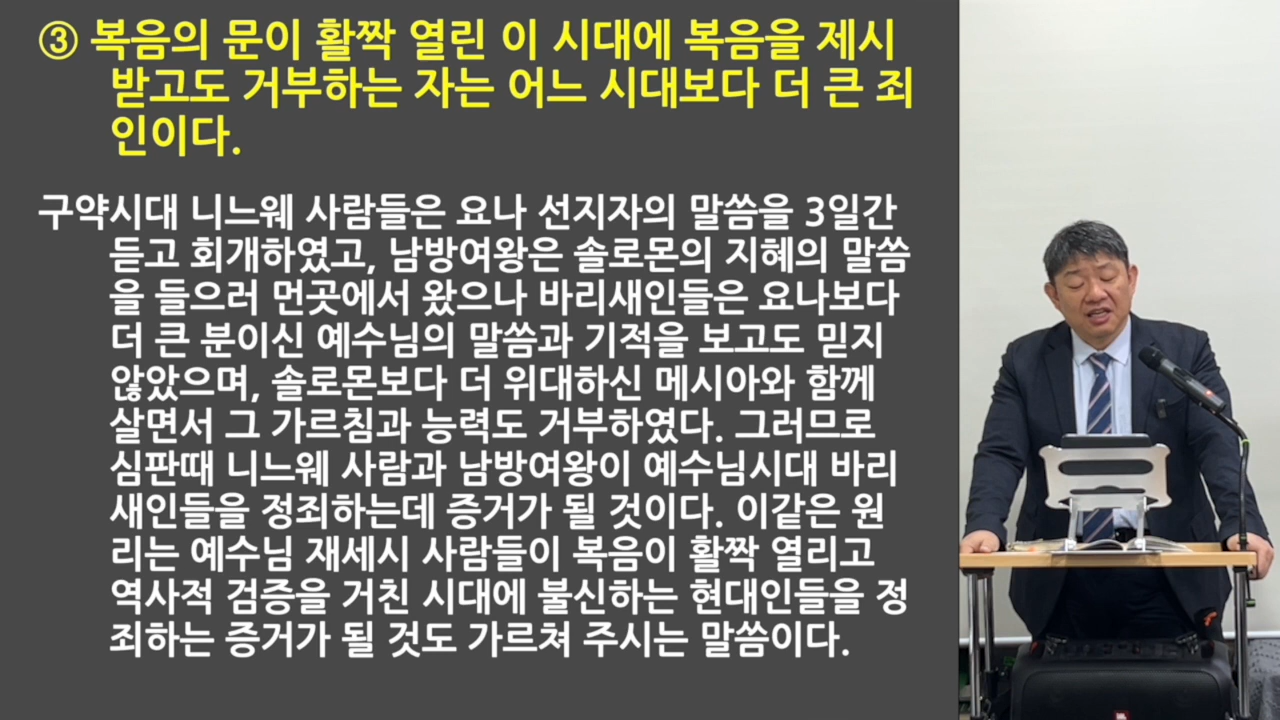 ③ 복음의 문이 활짝 열린 이 시대에 복음을 제시
받고도 거부하는 자는 어느 시대보다 더 큰 죄
인이다.
구약시대 니느웨 사람들은 요나 선지자의 말씀을 3일간
듣고 회개하였고, 남방여왕은 솔로몬의 지혜의 말씀
을 들으러 먼곳에서 왔으나 바리새인들은 요나보다
더 큰 분이신 예수님의 말씀과 기적을 보고도 믿지
않았으며, 솔로몬보다 더 위대하신 메시아와 함께
살면서 그 가르침과 능력도 거부하였다. 그러므로
심판때 니느웨 사람과 남방여왕이 예수님시대 바리
새인들을 정죄하는데 증거가 될 것이다. 이같은 원
리는 예수님 재세시 사람들이 복음이 활짝 열리고
역사적 검증을 거친 시대에 불신하는 현대인들을 정
죄하는 증거가 될 것도 가르쳐 주시는 말씀이다.